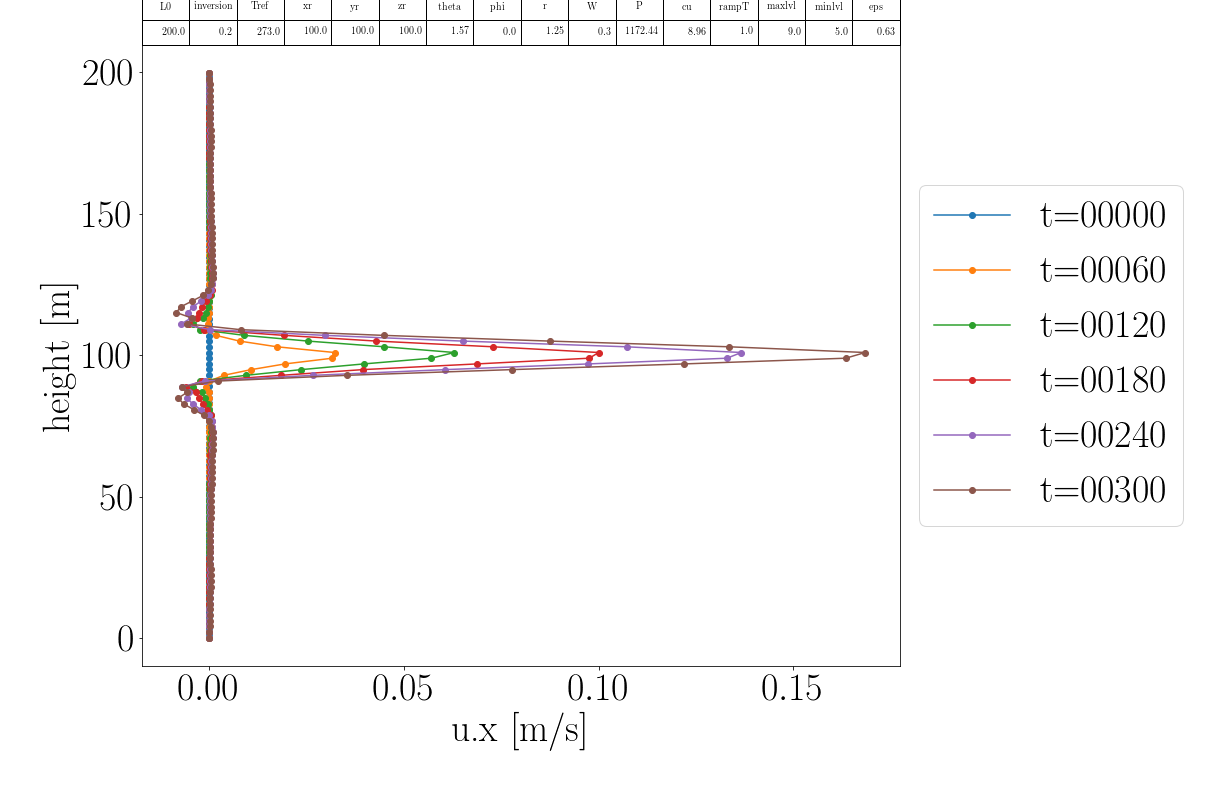 L0 inversion Tref xr yr zr theta phi r W P cu rampT maxlvl minlvl eps
200.0 0.2 273.0 100.0 100.0 100.0 1.57 0.0 1.25 0.3 1172.44 8.96 1.0 9.0 5.0 0.63
200
150
100
50
0
height [m]
0.00 0.05 0.10 0.15
u.x [m/s]
t=00000
t=00060
t=00120
t=00180
t=00240
t=00300